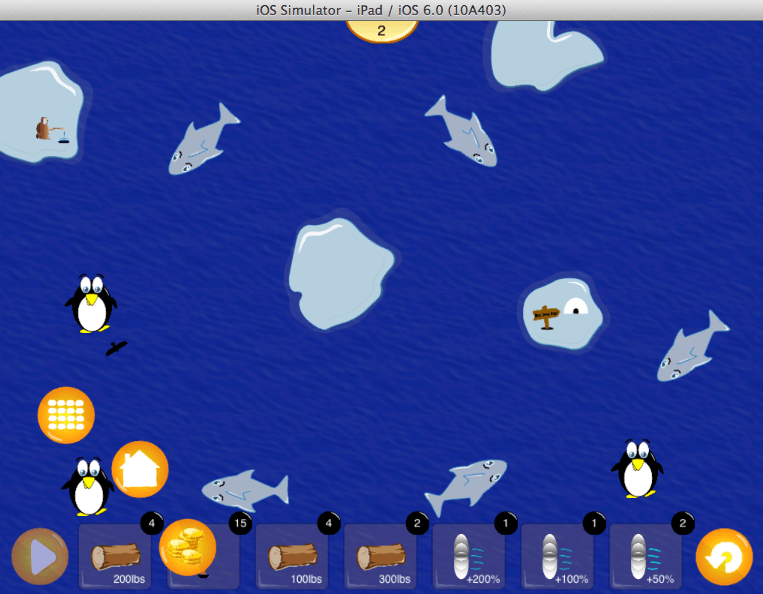 iOS Simulator - iPad / iOS 6.0 (10A403)
2
4
15
4
2
1
1
2
200lbs
100lbs
300lbs
+200%
+100%
+50%